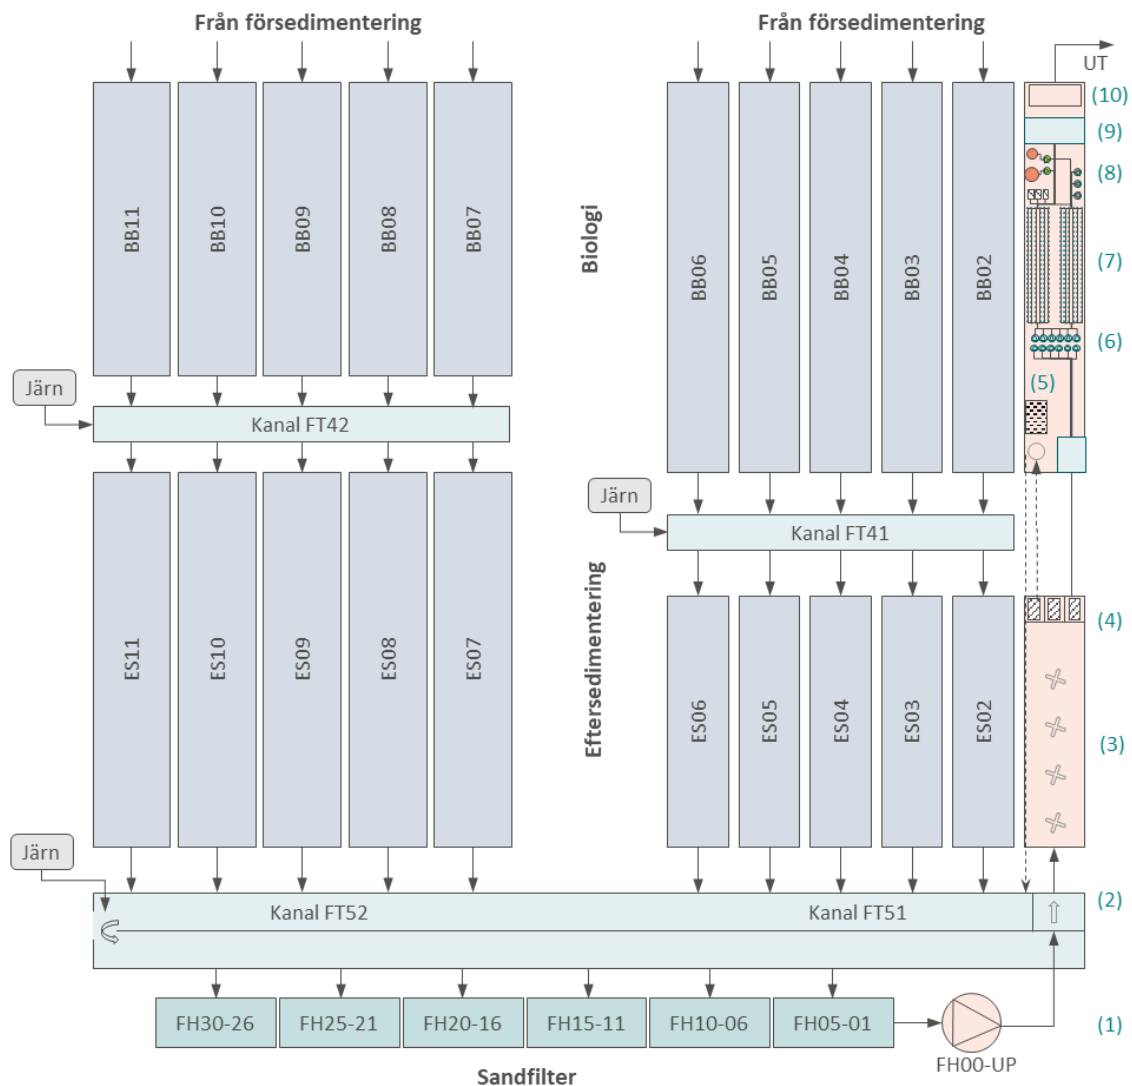 Från försedimentering
Från försedimentering
UT
(10)
(9)
(8)
BB11
BB10
BB09
BB08
BB07
Biologi
BB06
BB05
BB04
BB03
BB02
(7)
(6)
(5)
Järn
Kanal FT42
Järn
Kanal FT41
Eftersedimentering
(4)
ES11
ES10
ES09
ES08
ES07
ES06
ES05
ES04
ES03
ES02
(3)
Järn
Kanal FT52
Kanal FT51
(2)
FH30-26
FH25-21
FH20-16
FH15-11
FH10-06
FH05-01
(1)
FH00-UP
Sandfilter